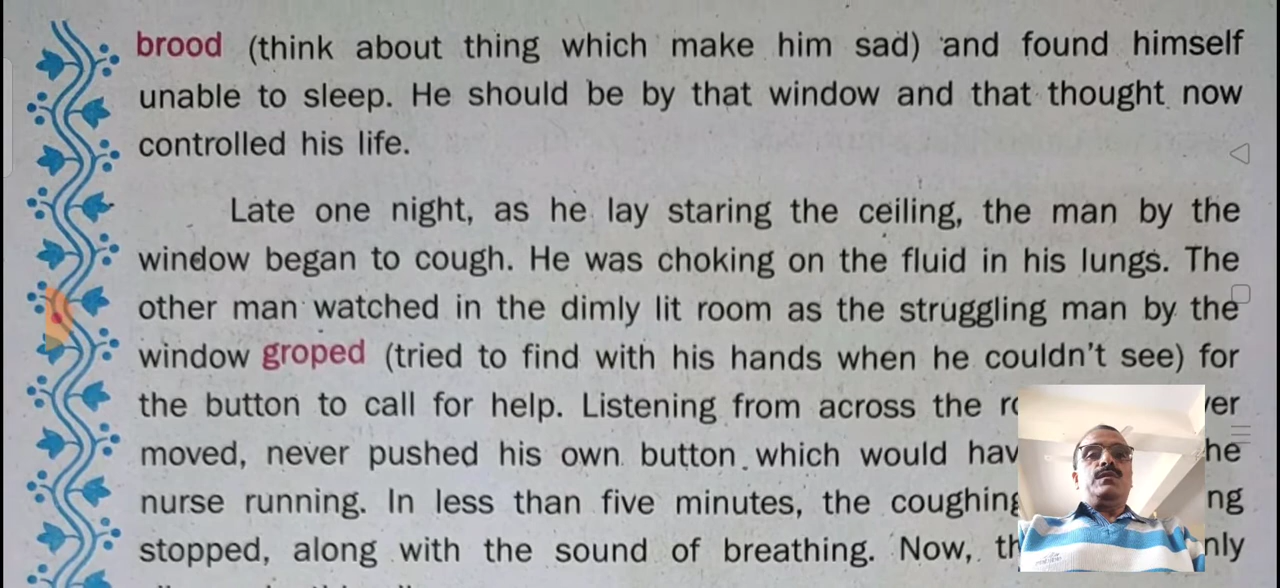 brood (think about thing which make him sad) and found himself
unable to sleep. He should be by that window and that thought now
controlled his life.
Late one night, as he lay staring the ceiling, the man by the
window began to cough. He was choking on the fluid in his lungs. The
other man watched in the dimly lit room as the struggling man by the
window groped (tried to find with his hands when he couldn't see) for
the button to call for help. Listening from across the
moved, never pushed his own button which would
nurse running. In less than five minutes, the
stopped, along with the sound of breathing. Now,